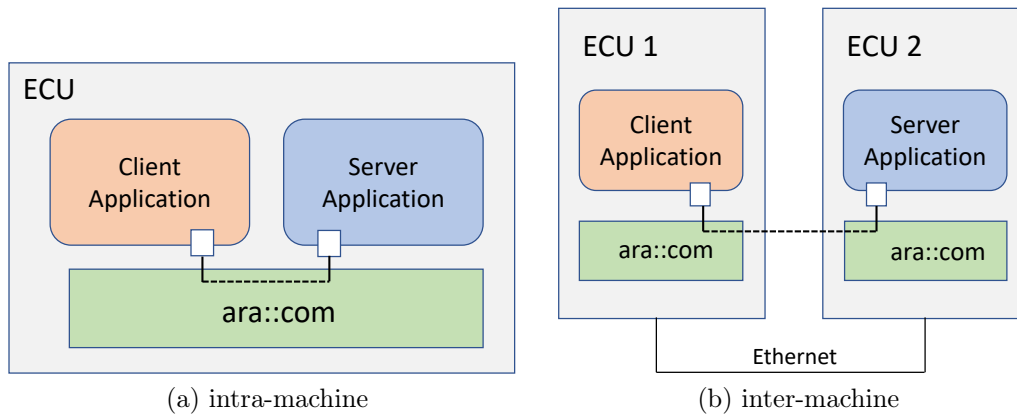 ECU
Client
Application
Server
Application
ara::com
(a) intra-machine
ECU 1
Client
Application
ara::com
ECU 2
Server
Application
ara::com
Ethernet
(b) inter-machine